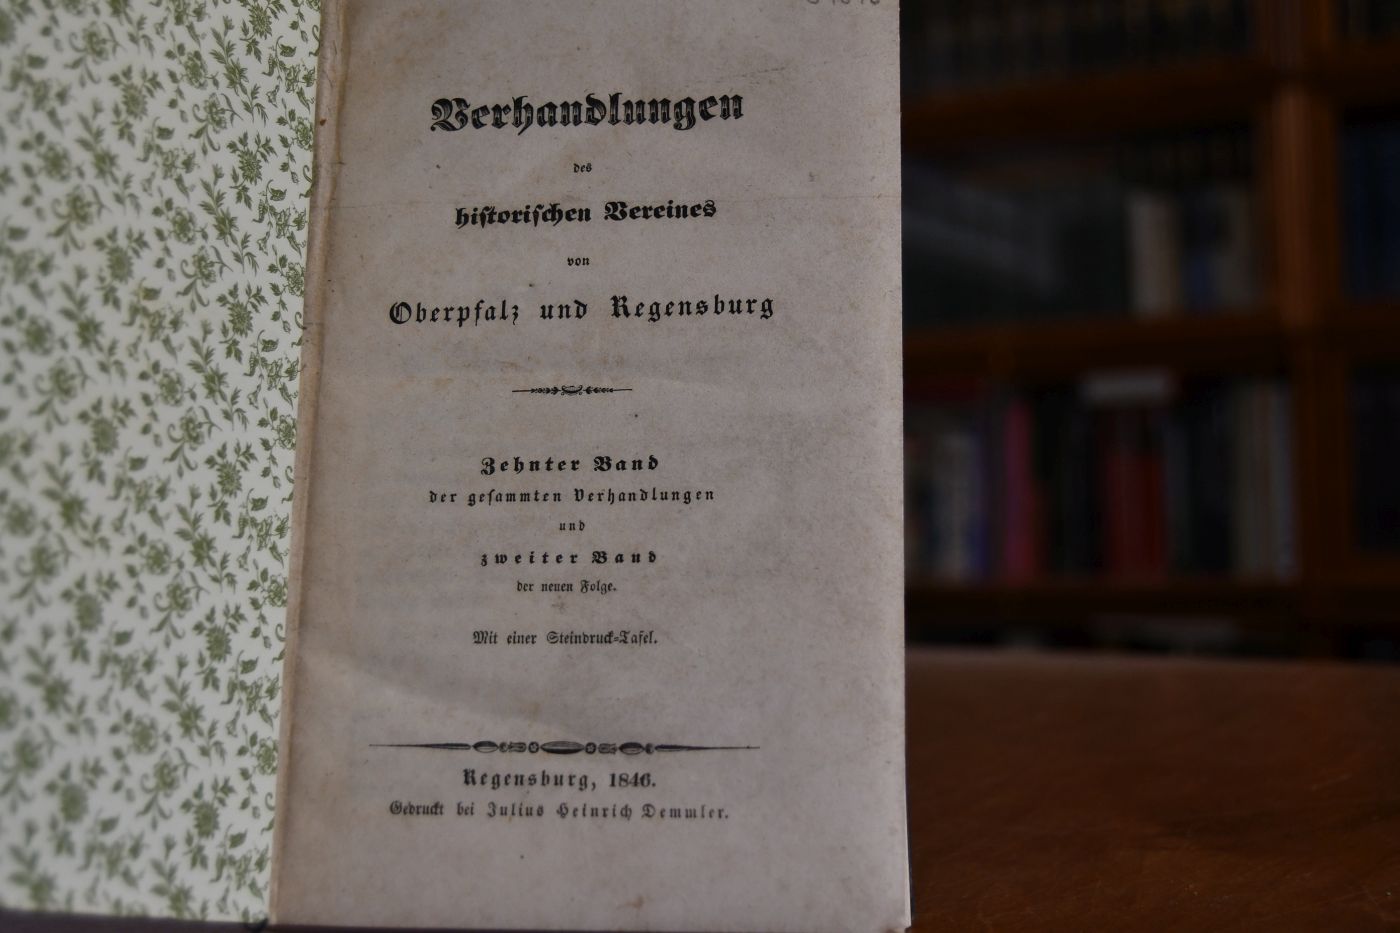 Verhandlungen
des
hiſtoriſchen Vereines
von
Oberpfalz und Regensburg
Zehnter Band
der geſammten Verhandlungen
und
zweiter Band
der neuen Folge.
Mit einer Steindruck⸗Tafel.
Regensburg, 1846.
Gedruckt bei Julius Heinrich Demmler.